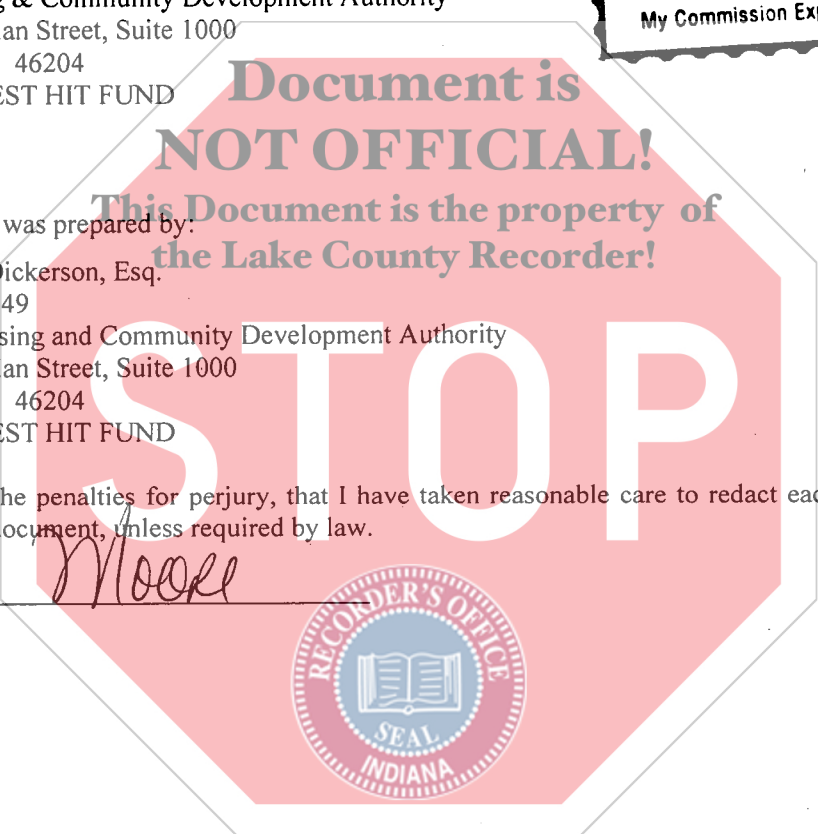 & Community Development Authority
My Commission Exp
an Street, Suite 1000
46204
EST HIT FUND
Document is
NOT OFFICIAL!
This Document is the property of
the Lake County Recorder!
was prepared by:
Dickerson, Esq.
49
sing and Community Development Authority
an Street, Suite 1000
46204
EST HIT FUND
STOP
he penalties for perjury, that I have taken reasonable care to redact eac
ocument, unless required by law.
Moore
RECORDER'S OFFICE
SEAL
INDIANA